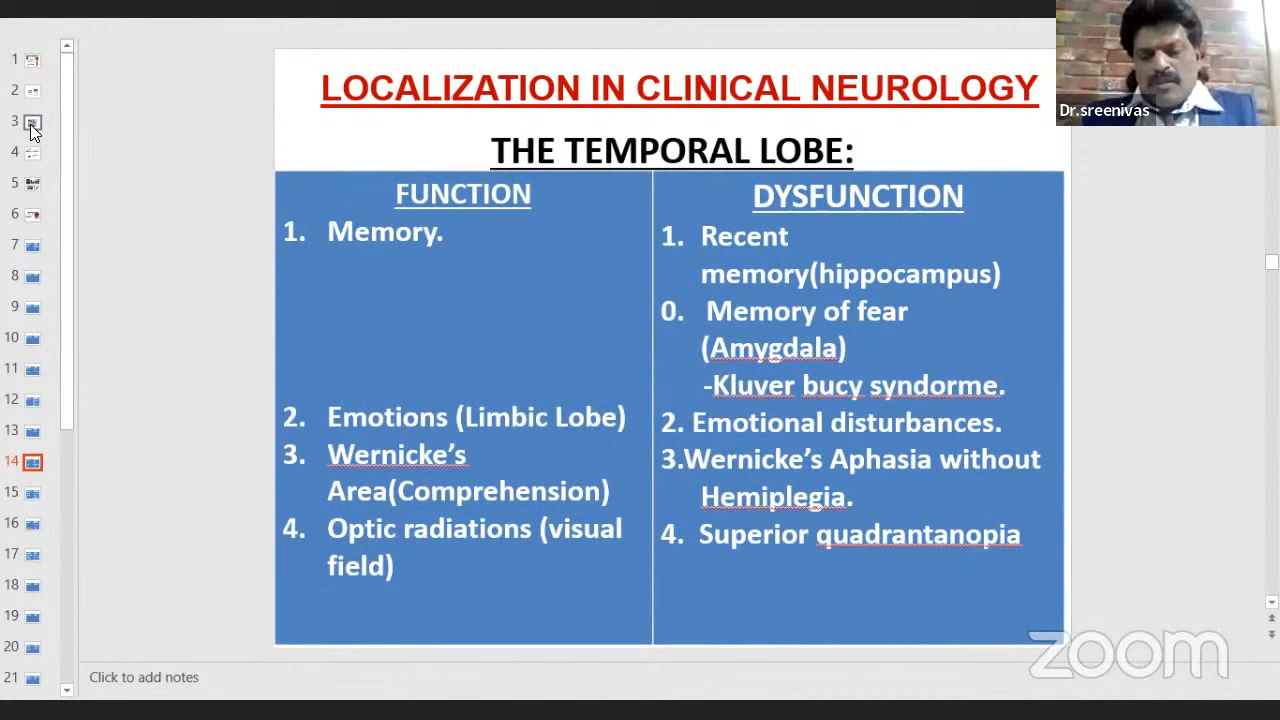 LOCALIZATION IN CLINICAL NEUROLOGY
THE TEMPORAL LOBE:
FUNCTION
1. Memory.
2. Emotions (Limbic Lobe)
3. Wernicke's
Area(Comprehension)
4. Optic radiations (visual
field)
DYSFUNCTION
1. Recent
memory(hippocampus)
0. Memory of fear
(Amygdala)
-Kluver bucy syndorme.
2. Emotional disturbances.
3.Wernicke's Aphasia without
Hemiplegia.
4. Superior quadrantanopia
Dr.sreenivas
1
2
3
4
5
6
7
8
9
10
11
12
13
14
15
16
17
18
19
20
21
Click to add notes
zoom